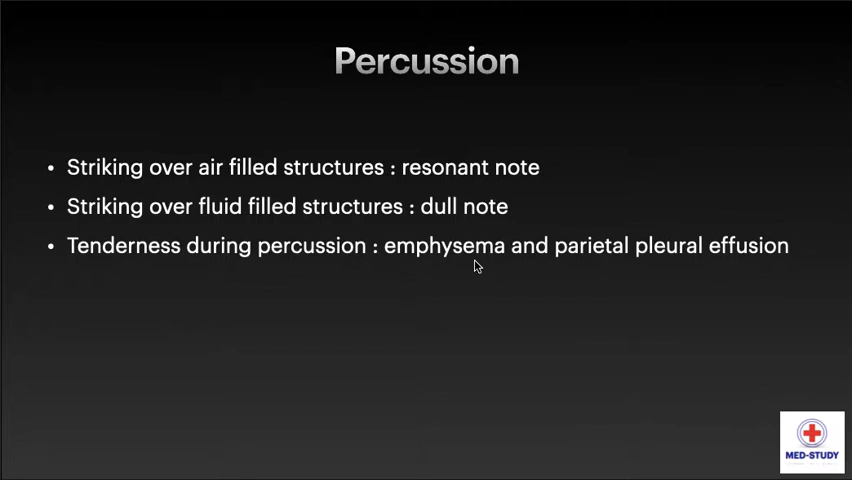 Percussion
• Striking over air filled structures : resonant note
• Striking over fluid filled structures : dull note
• Tenderness during percussion : emphysema and parietal pleural effusion
MED-STUDY